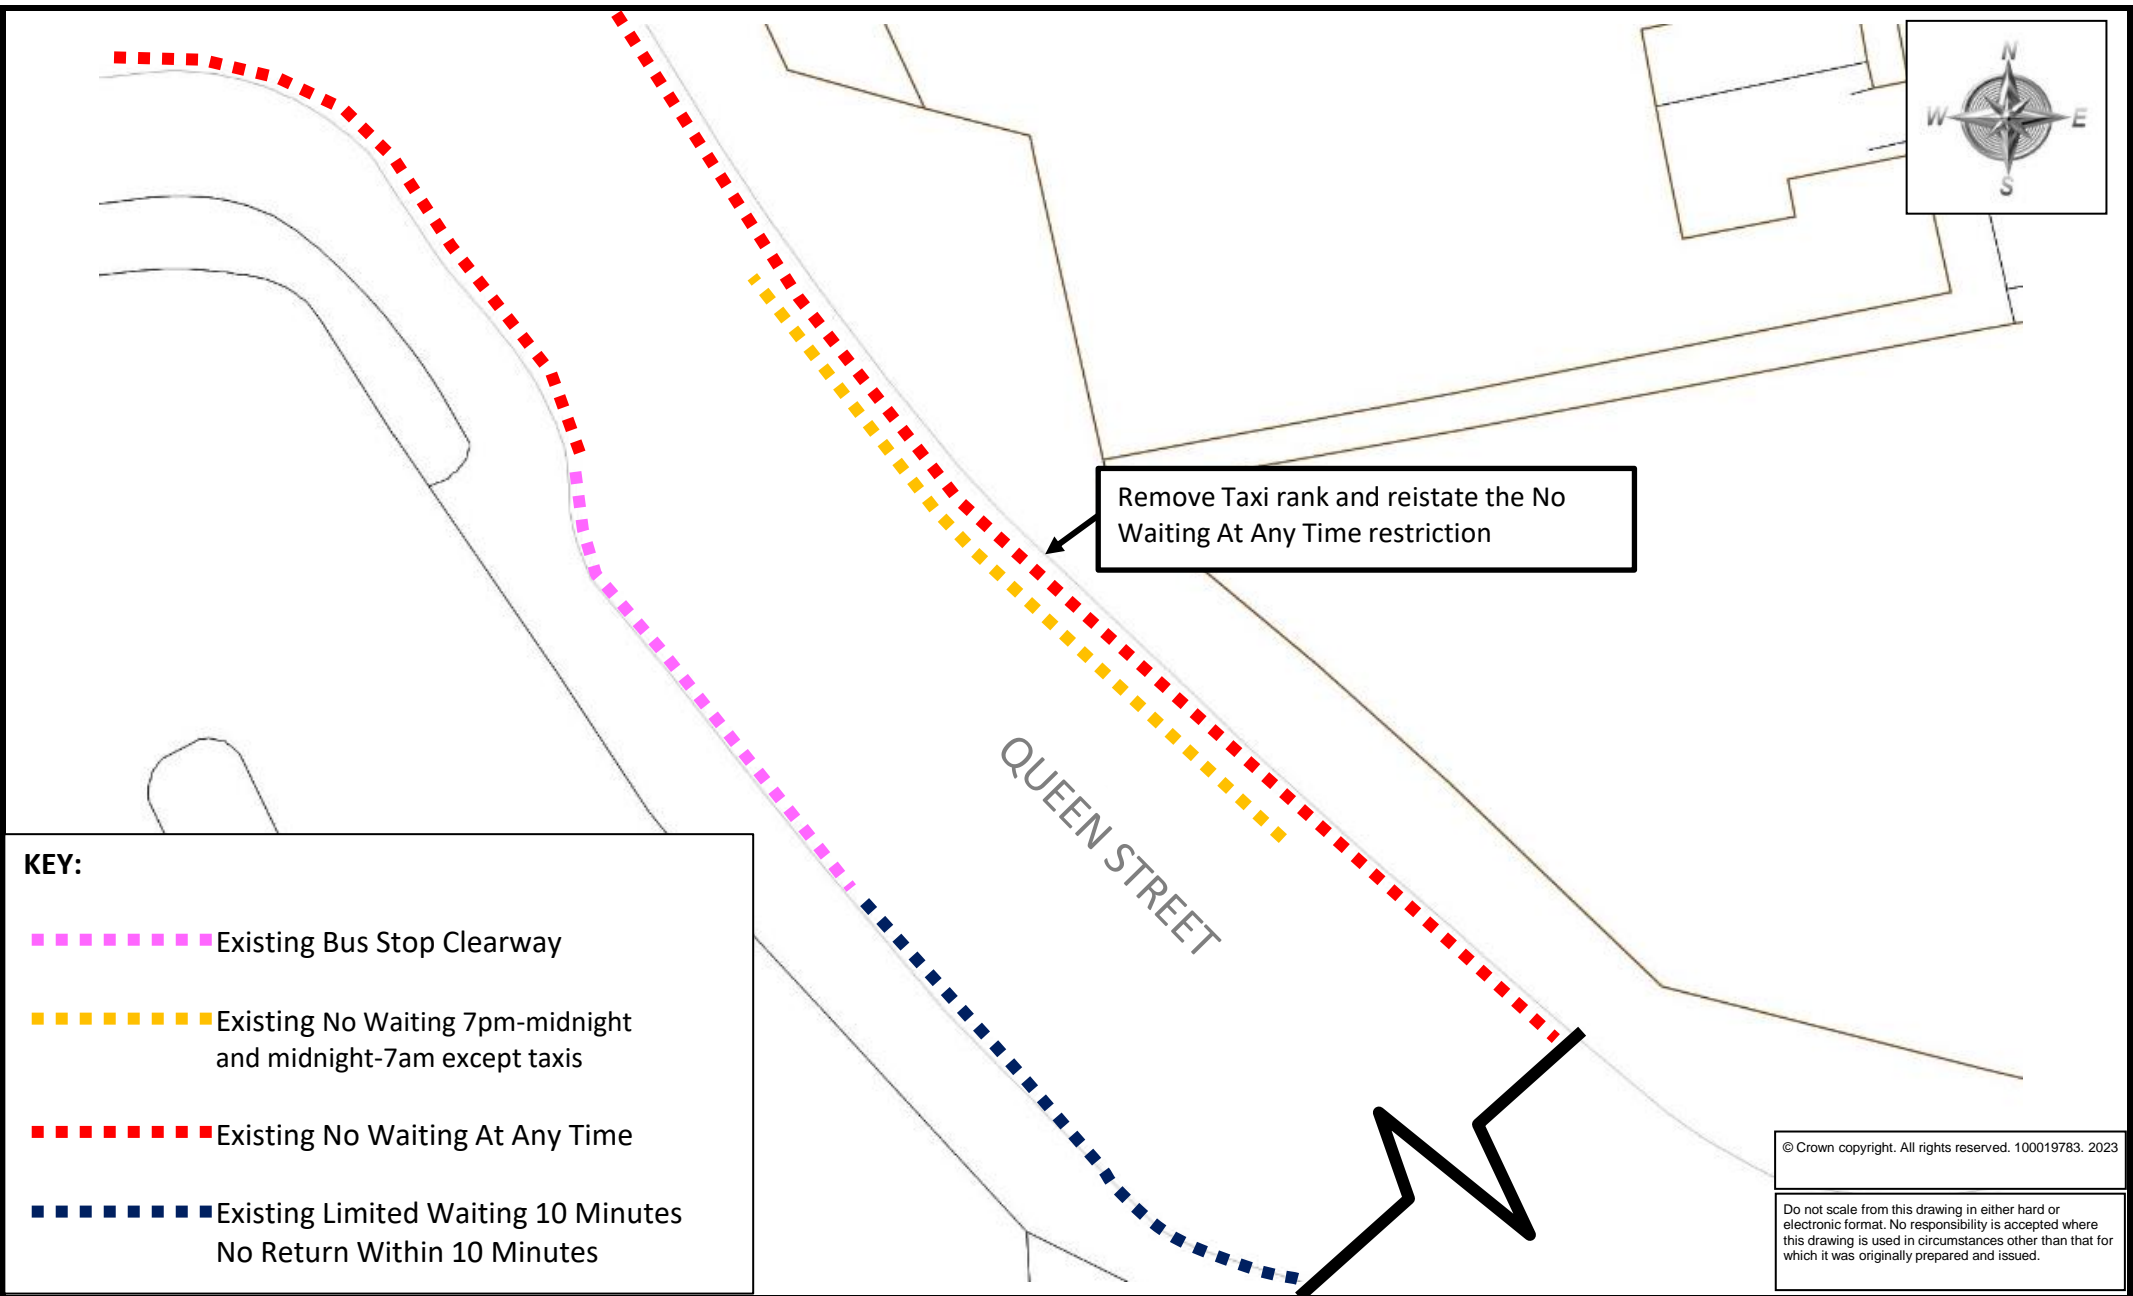 N
W E
S
Remove Taxi rank and reistate the No
Waiting At Any Time restriction
QUEEN STREET
KEY:
Existing Bus Stop Clearway
Existing No Waiting 7pm-midnight
and midnight-7am except taxis
Existing No Waiting At Any Time
Existing Limited Waiting 10 Minutes
No Return Within 10 Minutes
© Crown copyright. All rights reserved. 100019783. 2023
Do not scale from this drawing in either hard or
electronic format. No responsibility is accepted where
this drawing is used in circumstances other than that for
which it was originally prepared and issued.